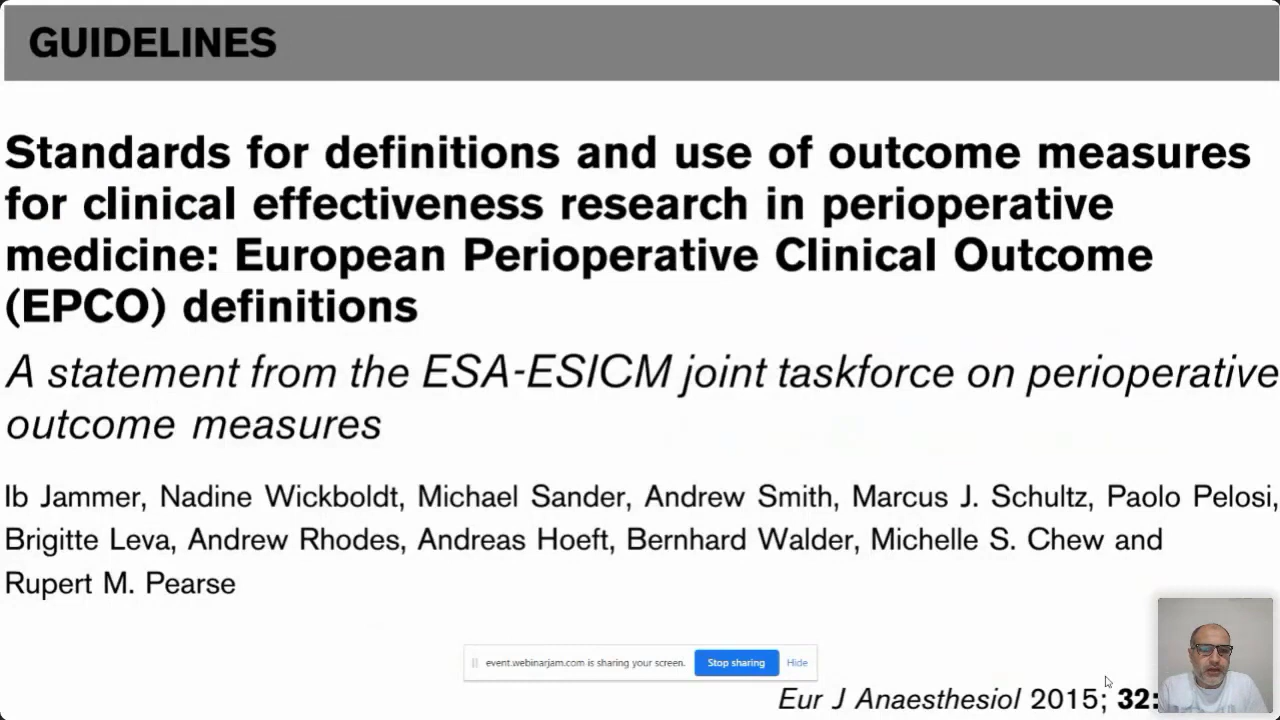 GUIDELINES
Standards for definitions and use of outcome measures
for clinical effectiveness research in perioperative
medicine: European Perioperative Clinical Outcome
(EPCO) definitions
A statement from the ESA-ESICM joint taskforce on perioperative
outcome measures
Ib Jammer, Nadine Wickboldt, Michael Sander, Andrew Smith, Marcus J. Schultz, Paolo Pelosi,
Brigitte Leva, Andrew Rhodes, Andreas Hoeft, Bernhard Walder, Michelle S. Chew and
Rupert M. Pearse
event.webinarjam.com is sharing your screen. Stop sharing Hide
Eur J Anaesthesiol 2015; 32: